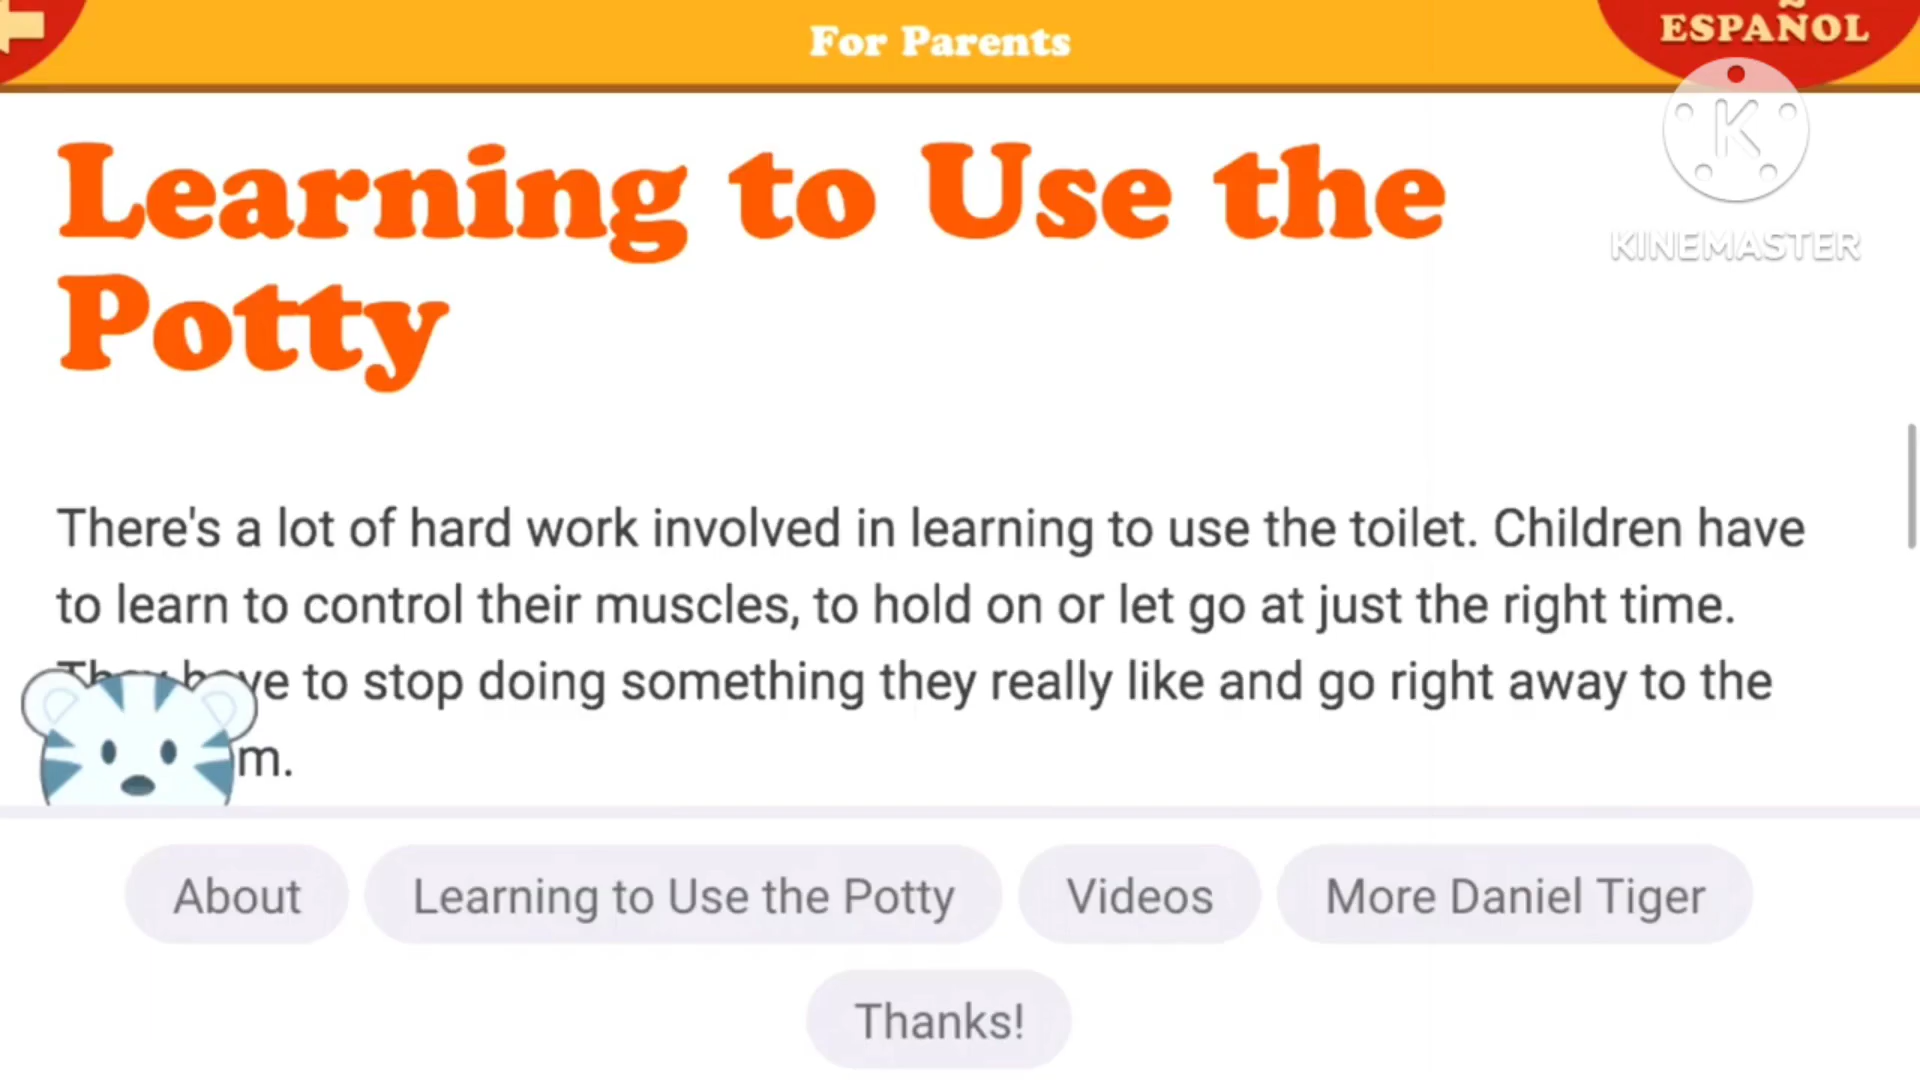 For Parents
ESPAÑOL
K
KINEMASTER
Learning to Use the
Potty
There's a lot of hard work involved in learning to use the toilet. Children have
to learn to control their muscles, to hold on or let go at just the right time.
They have to stop doing something they really like and go right away to the
m.
About
Learning to Use the Potty
Videos
More Daniel Tiger
Thanks!